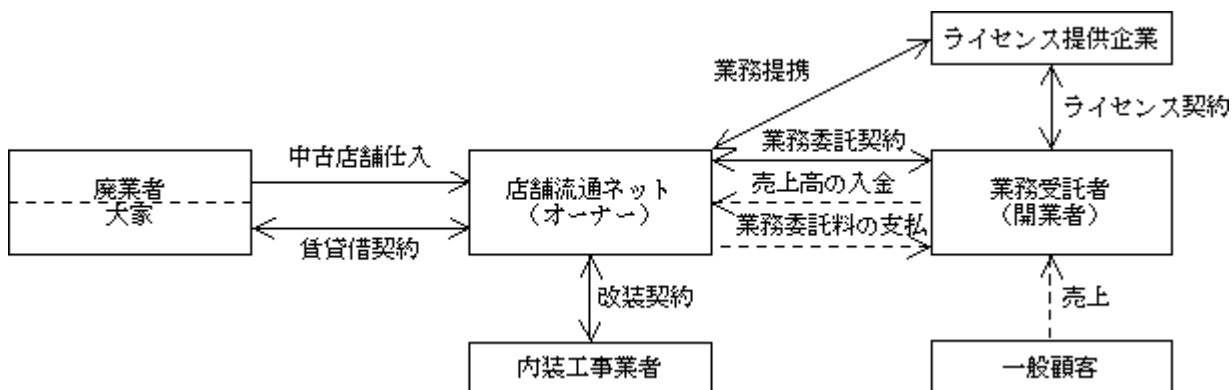 ライセンス提供企業
業務提携
ライセンス契約
中古店舗仕入
業務委託契約
廃業者
大家
店舗流通ネット
（オーナー）
売上高の入金
業務受託者
（開業者）
業務委託料の支払
賃貸借契約
改装契約
売上
内装工事業者
一般顧客